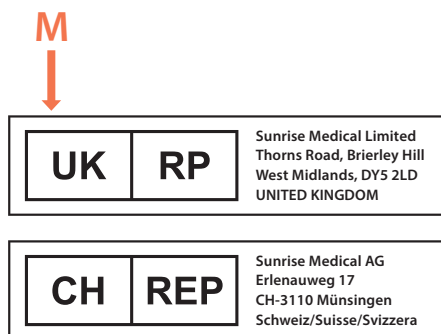 M
UK RP
Sunrise Medical Limited
Thorns Road, Brierley Hill
West Midlands, DY5 2LD
UNITED KINGDOM
CH REP
Sunrise Medical AG
Erlenauweg 17
CH-3110 Münsingen
Schweiz/Suisse/Svizzera